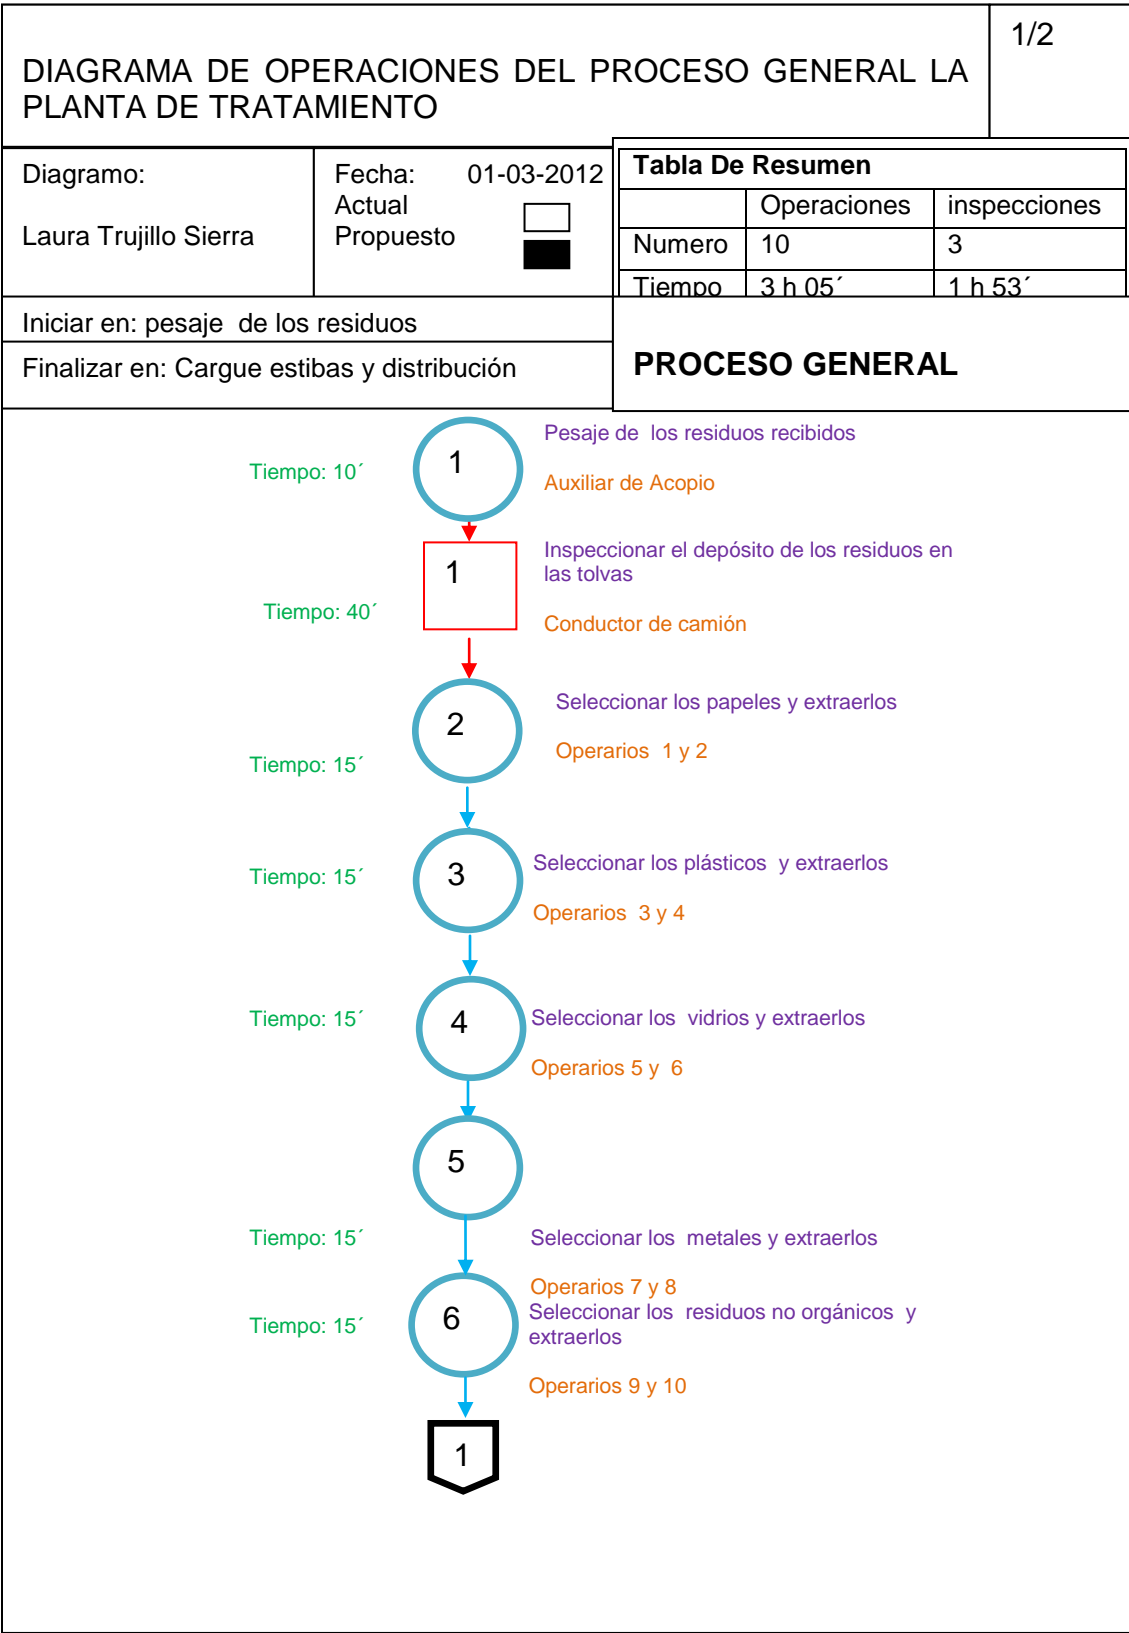 DIAGRAMA DE OPERACIONES DEL PROCESO GENERAL LA
PLANTA DE TRATAMIENTO
1/2
Diagramo:
Laura Trujillo Sierra
Fecha: 01-03-2012
Actual
Propuesto
Tabla De Resumen
Operaciones inspecciones
Numero 10 3
Tiempo 3 h 05´ 1 h 53´
Iniciar en: pesaje de los residuos
Finalizar en: Cargue estibas y distribución
PROCESO GENERAL
Pesaje de los residuos recibidos
Tiempo: 10´
1
Auxiliar de Acopio
Inspeccionar el depósito de los residuos en
las tolvas
1
Tiempo: 40´
Conductor de camión
Seleccionar los papeles y extraerlos
2
Operarios 1 y 2
Tiempo: 15´
Seleccionar los plásticos y extraerlos
Tiempo: 15´
3
Operarios 3 y 4
Tiempo: 15´
4
Seleccionar los vidrios y extraerlos
Operarios 5 y 6
5
Tiempo: 15´
Seleccionar los metales y extraerlos
Operarios 7 y 8
Tiempo: 15´
6
Seleccionar los residuos no orgánicos y
extraerlos
Operarios 9 y 10
1